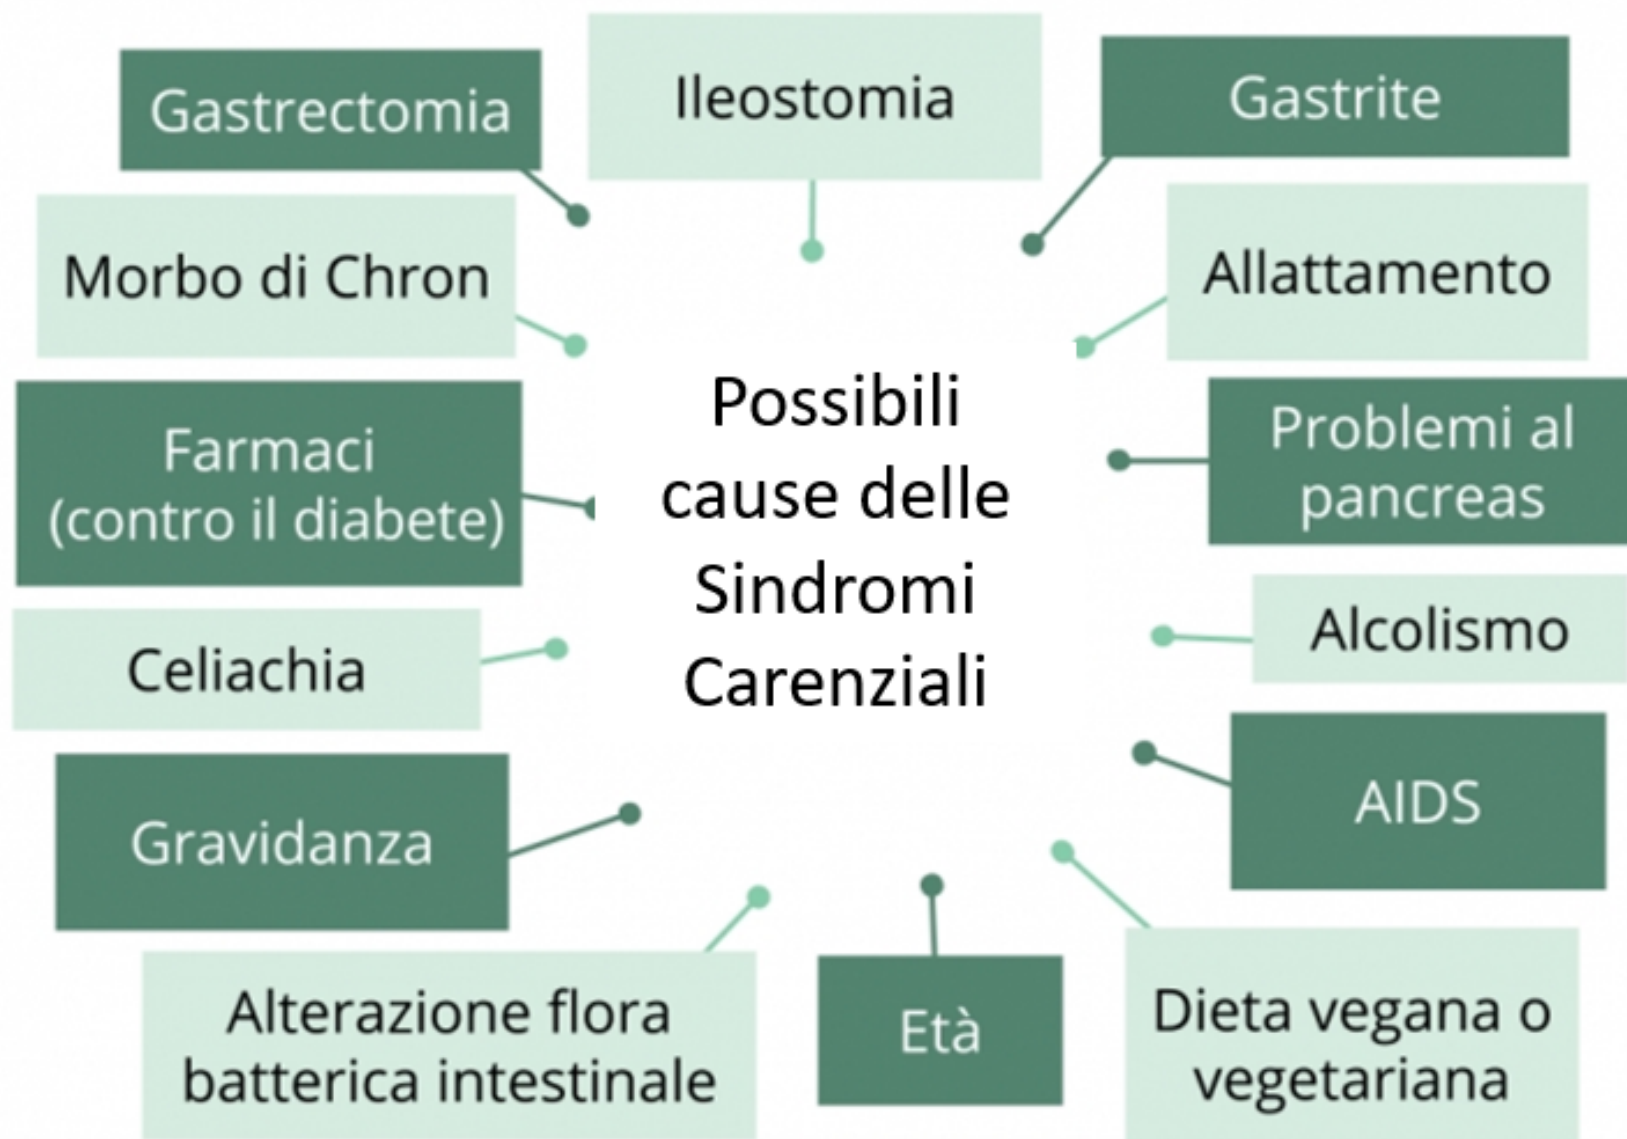 Gastrectomia
Ileostomia
Gastrite
Morbo di Chron
Allattamento
Farmaci
(contro il diabete)
Possibili
cause delle
Sindromi
Carenziali
Problemi al
pancreas
Celiachia
Alcolismo
Gravidanza
AIDS
Alterazione flora
batterica intestinale
Età
Dieta vegana o
vegetariana